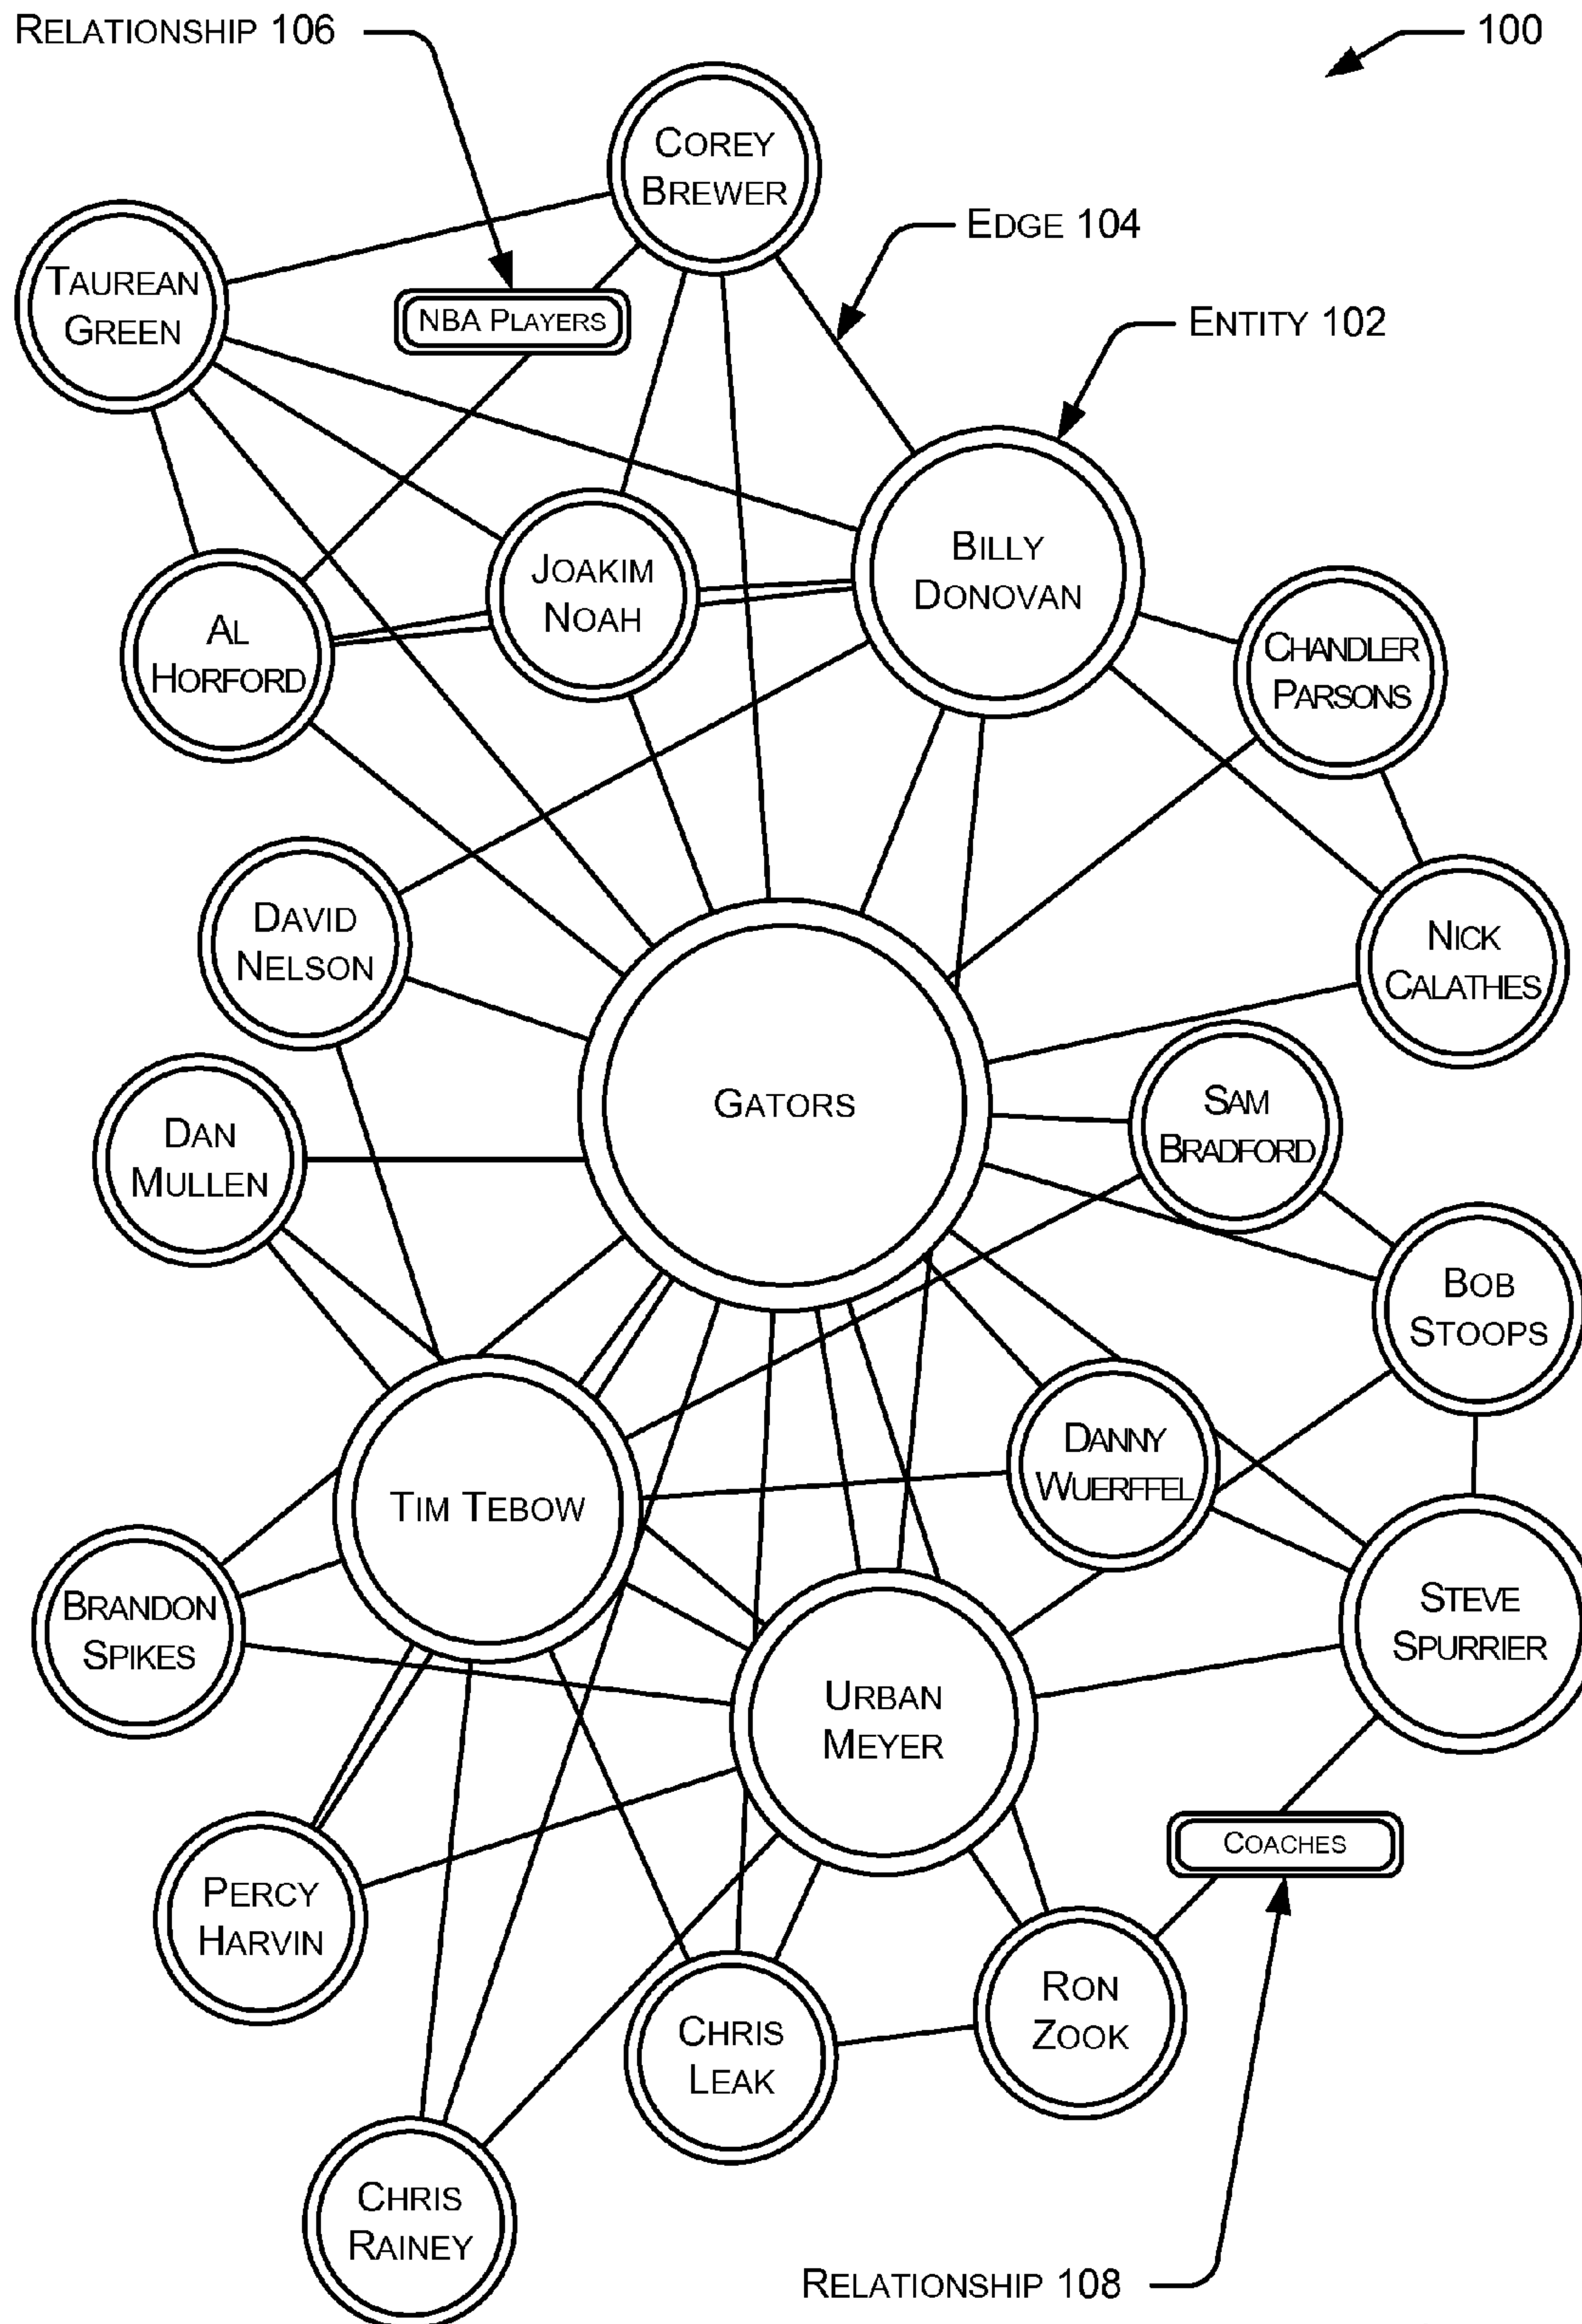 RELATIONSHIP 106
100
COREY
BREWER
EDGE 104
TAUREAN
GREEN
NBA PLAYERS
ENTITY 102
BILLY
DONOVAN
JOAKIM
NOAH
AL
HORFORD
CHANDLER
PARSONS
DAVID
NELSON
NICK
CALATHES
GATORS
SAM
BRADFORD
DAN
MULLEN
BOB
STOOPS
DANNY
WUERFFEL
TIM TEBOW
BRANDON
SPIKES
STEVE
SPURRIER
URBAN
MEYER
COACHES
PERCY
HARVIN
RON
ZOOK
CHRIS
LEAK
CHRIS
RAINEY
RELATIONSHIP 108